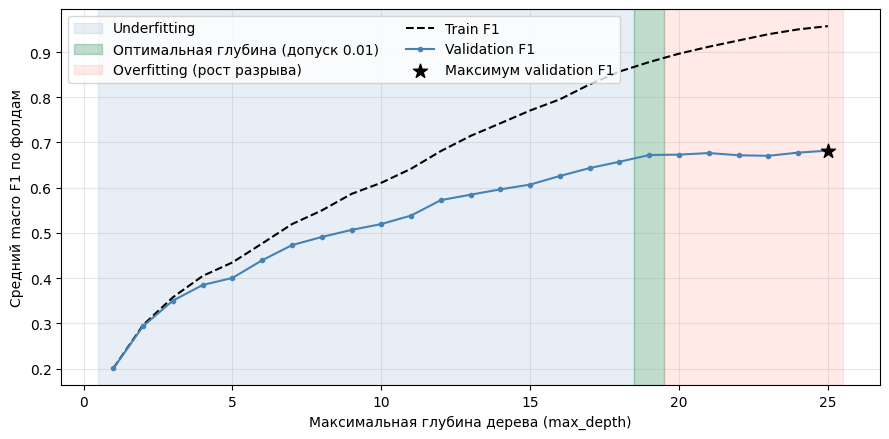 Underfitting
Оптимальная глубина (допуск 0.01)
Overfitting (рост разрыва)
Train F1
Validation F1
Максимум validation F1
Средний macro F1 по фолдам
0.9
0.8
0.7
0.6
0.5
0.4
0.3
0.2
0
5
10
15
20
25
Максимальная глубина дерева (max_depth)